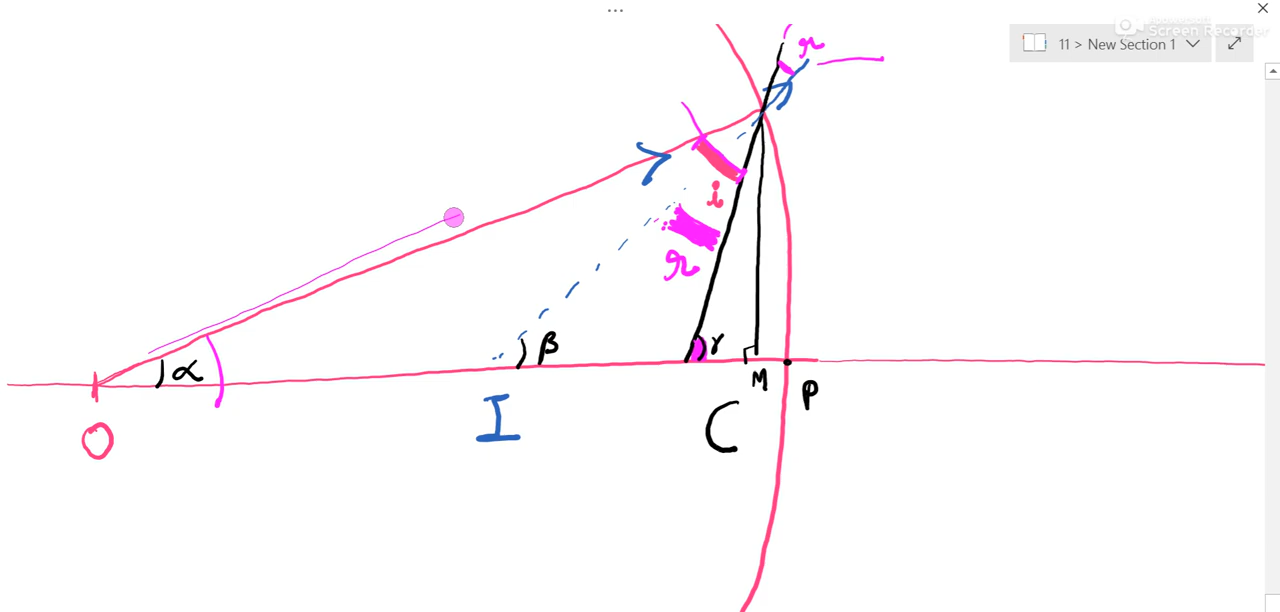 ...
11 > New Section 1
Screen Recorder
r
i
r
α
β
γ
M
P
O
I
C